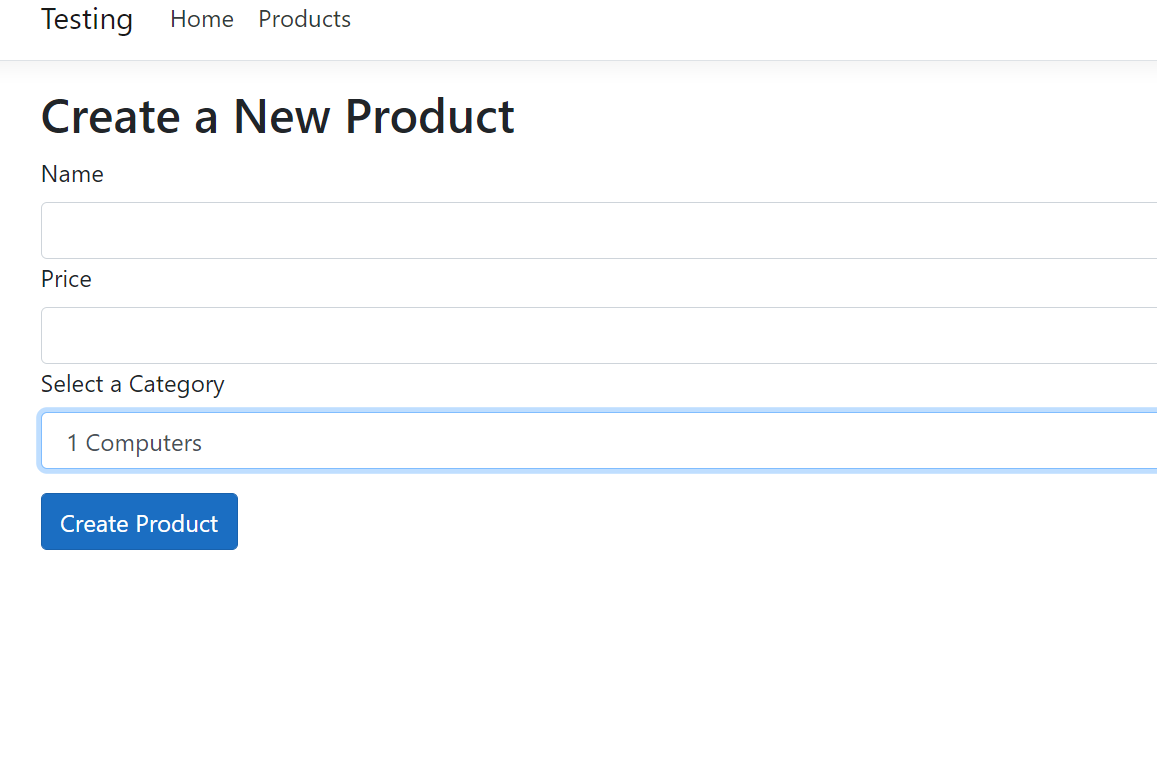 Testing Home Products
Create a New Product
Name
Price
Select a Category
1 Computers
Create Product